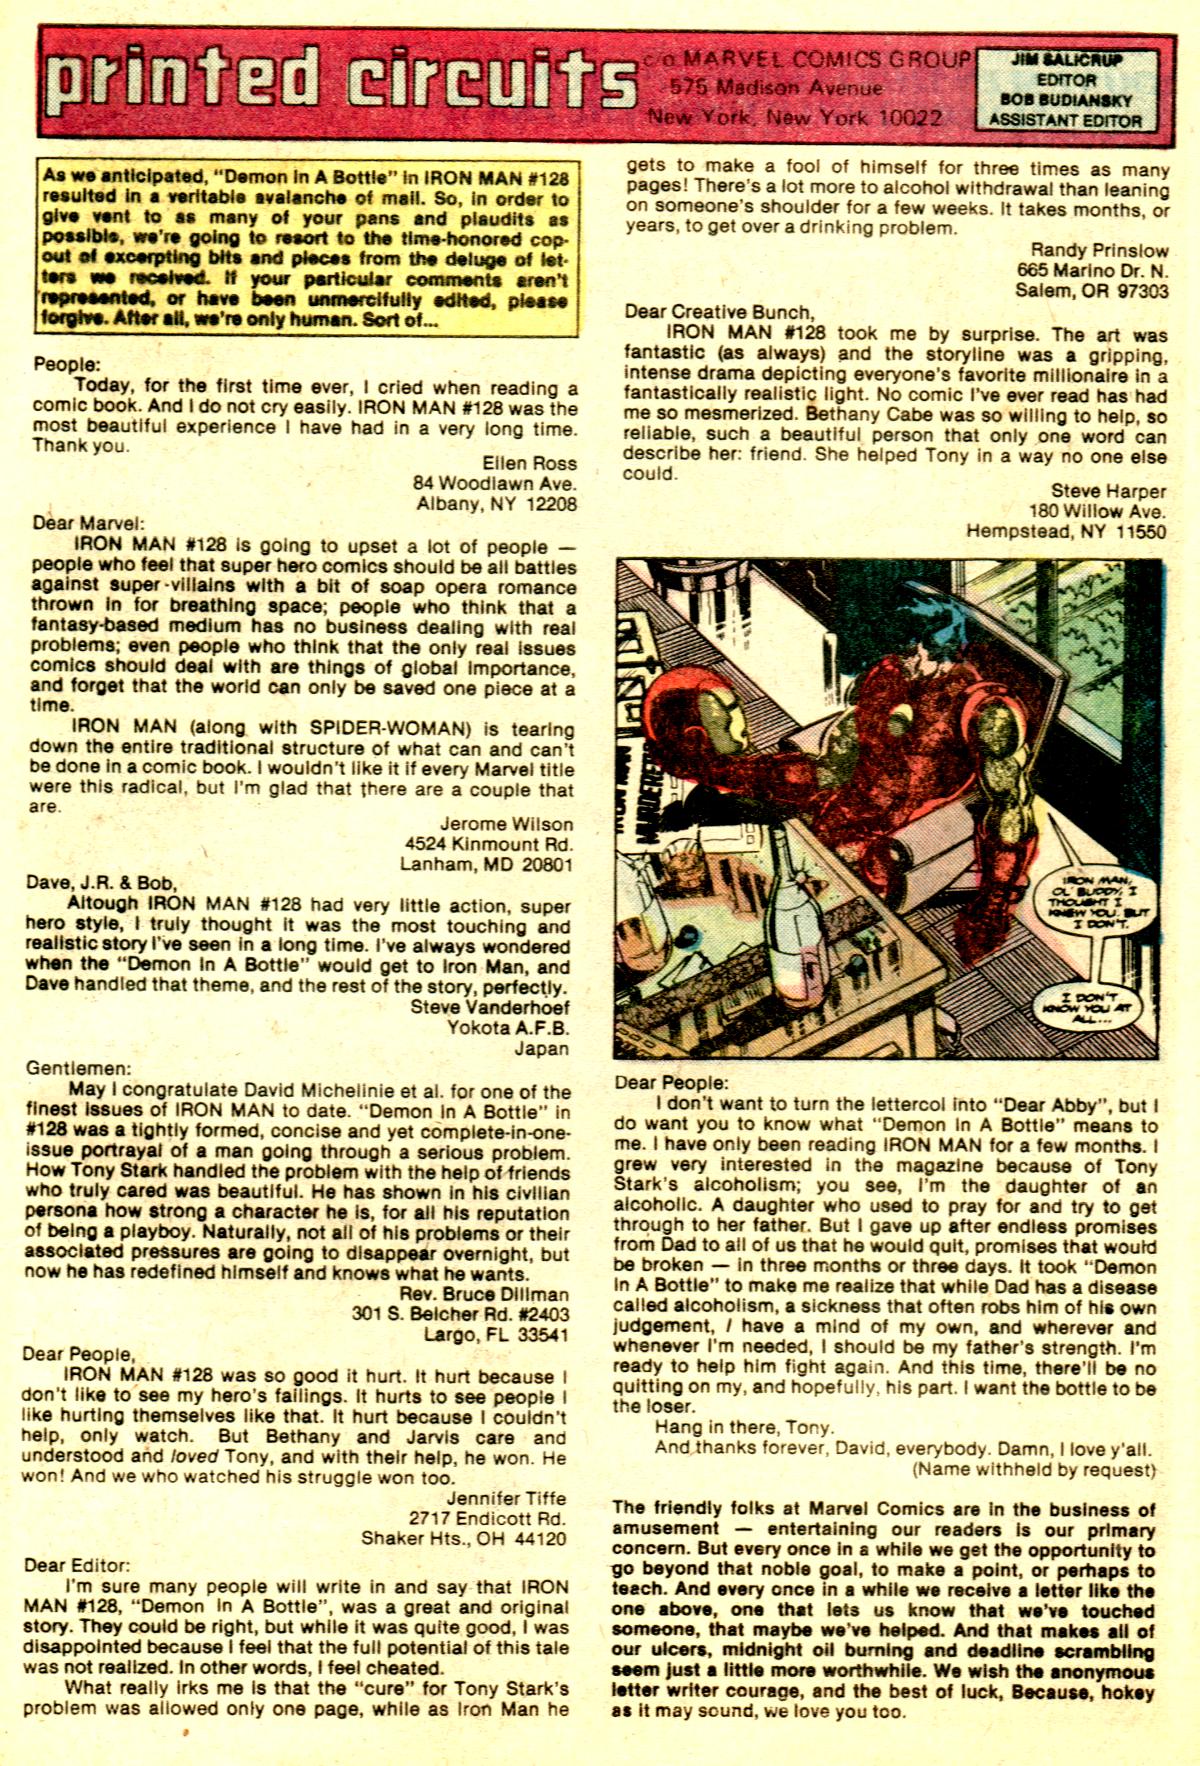 printed circuits
c/o MARVEL COMICS GROUP
575 Madison Avenue
New York, New York 10022
JIM SALICRUP
EDITOR
BOB BUDIANSKY
ASSISTANT EDITOR
As we anticipated, "Demon In A Bottle" in IRON MAN #128
resulted in a veritable avalanche of mail. So, in order to
give vent to as many of your pans and plaudits as
possible, we're going to resort to the time-honored cop-
out of excerpting bits and pieces from the deluge of let-
ters we received. If your particular comments aren't
represented, or have been unmercifully edited, please
forgive. After all, we're only human. Sort of...
People:
Today, for the first time ever, I cried when reading a
comic book. And I do not cry easily. IRON MAN #128 was the
most beautiful experience I have had in a very long time.
Thank you.
Ellen Ross
84 Woodlawn Ave.
Albany, NY 12208
Dear Marvel:
IRON MAN #128 is going to upset a lot of people —
people who feel that super hero comics should be all battles
against super-villains with a bit of soap opera romance
thrown in for breathing space; people who think that a
fantasy-based medium has no business dealing with real
problems; even people who think that the only real issues
comics should deal with are things of global importance,
and forget that the world can only be saved one piece at a
time.
IRON MAN (along with SPIDER-WOMAN) is tearing
down the entire traditional structure of what can and can't
be done in a comic book. I wouldn't like it if every Marvel title
were this radical, but I'm glad that there are a couple that
are.
Jerome Wilson
4524 Kinmount Rd.
Lanham, MD 20801
Dave, J.R. & Bob,
Altough IRON MAN #128 had very little action, super
hero style, I truly thought it was the most touching and
realistic story I've seen in a long time. I've always wondered
when the "Demon In A Bottle" would get to Iron Man, and
Dave handled that theme, and the rest of the story, perfectly.
Steve Vanderhoef
Yokota A.F.B.
Japan
Gentlemen:
May I congratulate David Michelinie et al. for one of the
finest issues of IRON MAN to date. "Demon In A Bottle" in
#128 was a tightly formed, concise and yet complete-in-one-
issue portrayal of a man going through a serious problem.
How Tony Stark handled the problem with the help of friends
who truly cared was beautiful. He has shown in his civilian
persona how strong a character he is, for all his reputation
of being a playboy. Naturally, not all of his problems or their
associated pressures are going to disappear overnight, but
now he has redefined himself and knows what he wants.
Rev. Bruce Dillman
301 S. Belcher Rd. #2403
Largo, FL 33541
Dear People,
IRON MAN #128 was so good it hurt. It hurt because I
don't like to see my hero's failings. It hurts to see people I
like hurting themselves like that. It hurt because I couldn't
help, only watch. But Bethany and Jarvis care and
understood and loved Tony, and with their help, he won. He
won! And we who watched his struggle won too.
Jennifer Tiffe
2717 Endicott Rd.
Shaker Hts., OH 44120
Dear Editor:
I'm sure many people will write in and say that IRON
MAN #128, "Demon In A Bottle", was a great and original
story. They could be right, but while it was quite good, I was
disappointed because I feel that the full potential of this tale
was not realized. In other words, I feel cheated.
What really irks me is that the "cure" for Tony Stark's
problem was allowed only one page, while as Iron Man he
gets to make a fool of himself for three times as many
pages! There's a lot more to alcohol withdrawal than leaning
on someone's shoulder for a few weeks. It takes months, or
years, to get over a drinking problem.
Randy Prinslow
665 Marino Dr. N.
Salem, OR 97303
Dear Creative Bunch,
IRON MAN #128 took me by surprise. The art was
fantastic (as always) and the storyline was a gripping,
intense drama depicting everyone's favorite millionaire in a
fantastically realistic light. No comic I've ever read has had
me so mesmerized. Bethany Cabe was so willing to help, so
reliable, such a beautiful person that only one word can
describe her: friend. She helped Tony in a way no one else
could.
Steve Harper
180 Willow Ave.
Hempstead, NY 11550
IRON MAN
MURDERER
IRON MAN,
OL' BUDDY, I
THOUGHT I
KNEW YOU. BUT
I DON'T.
I DON'T
KNOW YOU AT
ALL...
Dear People:
I don't want to turn the lettercol into "Dear Abby", but I
do want you to know what "Demon In A Bottle" means to
me. I have only been reading IRON MAN for a few months. I
grew very interested in the magazine because of Tony
Stark's alcoholism; you see, I'm the daughter of an
alcoholic. A daughter who used to pray for and try to get
through to her father. But I gave up after endless promises
from Dad to all of us that he would quit, promises that would
be broken — in three months or three days. It took "Demon
In A Bottle" to make me realize that while Dad has a disease
called alcoholism, a sickness that often robs him of his own
judgement, I have a mind of my own, and wherever and
whenever I'm needed, I should be my father's strength. I'm
ready to help him fight again. And this time, there'll be no
quitting on my, and hopefully, his part. I want the bottle to be
the loser.
Hang in there, Tony.
And thanks forever, David, everybody. Damn, I love y'all.
(Name withheld by request)
The friendly folks at Marvel Comics are in the business of
amusement — entertaining our readers is our primary
concern. But every once in a while we get the opportunity to
go beyond that noble goal, to make a point, or perhaps to
teach. And every once in a while we receive a letter like the
one above, one that lets us know that we've touched
someone, that maybe we've helped. And that makes all of
our ulcers, midnight oil burning and deadline scrambling
seem just a little more worthwhile. We wish the anonymous
letter writer courage, and the best of luck, Because, hokey
as it may sound, we love you too.